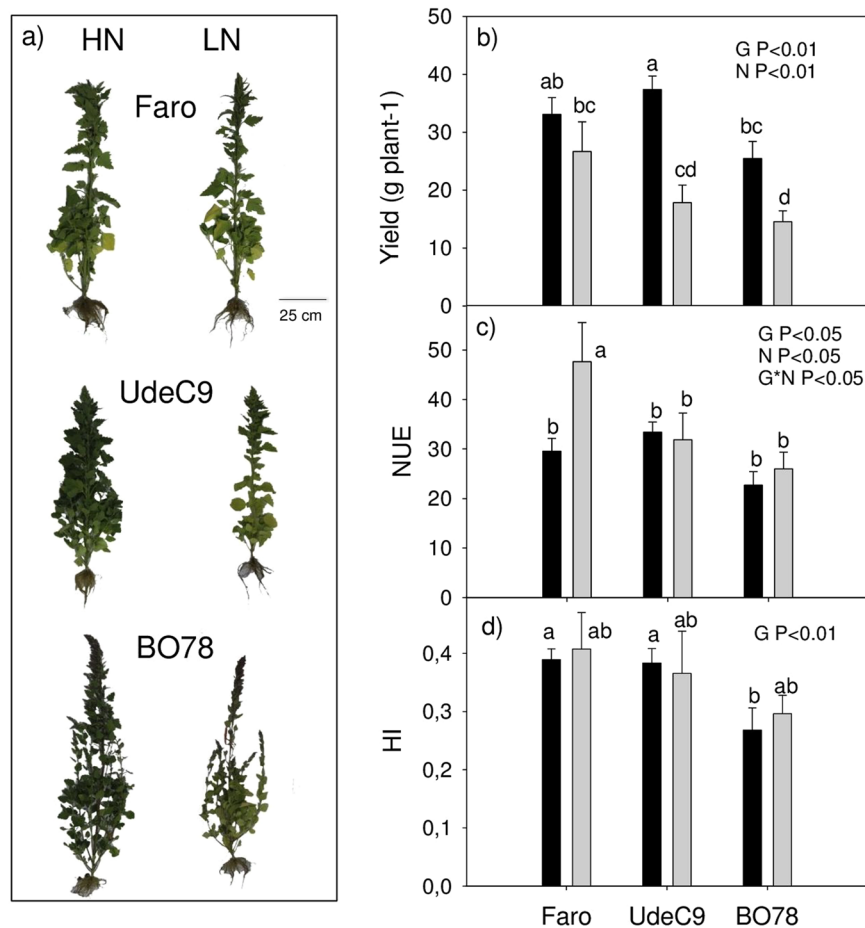 a)
HN LN
Faro
25 cm
UdeC9
BO78
b)
G P<0.01
N P<0.01
Yield (g plant-1)
50
40
30
20
10
0
ab
bc
a
cd
bc
d
c)
G P<0.05
N P<0.05
G*N P<0.05
NUE
50
40
30
20
10
0
b
a
b
b
b
b
d)
G P<0.01
HI
0,4
0,3
0,2
0,1
0,0
a
ab
a
ab
b
ab
Faro UdeC9 BO78